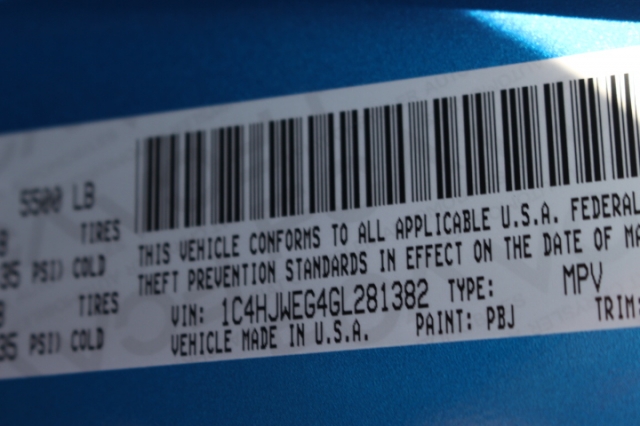 5500 LB
TIRES
35 PSI) COLD
TIRES
35 PSI) COLD
THIS VEHICLE CONFORMS TO ALL APPLICABLE U.S.A. FEDERAL
THEFT PREVENTION STANDARDS IN EFFECT ON THE DATE OF MA
VIN: 1C4HJWEG4GL281382 TYPE: MPV
VEHICLE MADE IN U.S.A. PAINT: PBJ TRIM: